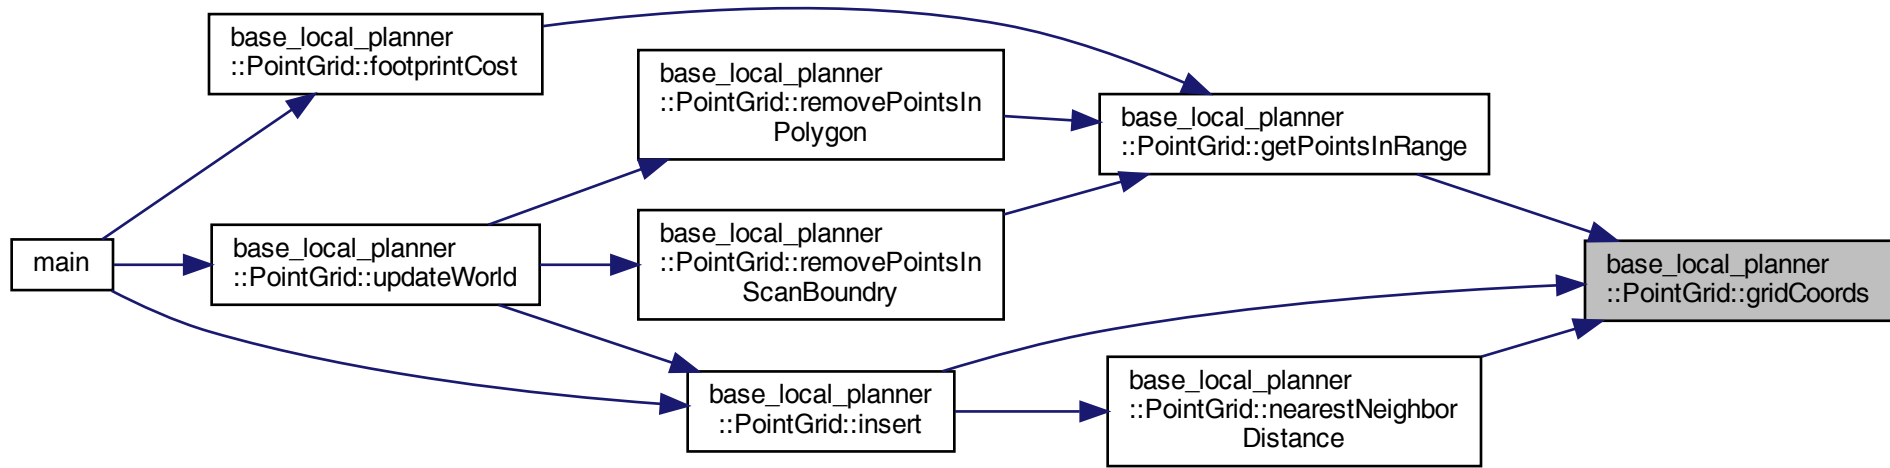 base_local_planner
::PointGrid::footprintCost
base_local_planner
::PointGrid::removePointsIn
Polygon
base_local_planner
::PointGrid::getPointsInRange
main
base_local_planner
::PointGrid::updateWorld
base_local_planner
::PointGrid::removePointsIn
ScanBoundry
base_local_planner
::PointGrid::gridCoords
base_local_planner
::PointGrid::insert
base_local_planner
::PointGrid::nearestNeighbor
Distance